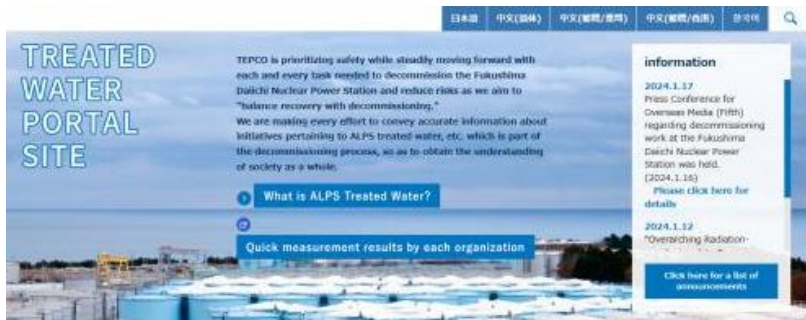 日本語 中文(简体) 中文(繁體/臺灣) 中文(繁體/香港) 한국어
TREATED
WATER
PORTAL
SITE
TEPCO is prioritizing safety while steadily moving forward with
each and every task needed to decommission the Fukushima
Daiichi Nuclear Power Station and reduce risks as we aim to
"balance recovery with decommissioning."
We are making every effort to convey accurate information about
initiatives pertaining to ALPS treated water, etc. which is part of
the decommissioning process, so as to obtain the understanding
of society as a whole.
What is ALPS Treated Water?
Quick measurement results by each organization
information
2024.1.17
Press Conference for
Overseas Media (Fifth)
regarding decommissioning
work at the Fukushima
Daiichi Nuclear Power
Station was held.
(2024.1.16)
Please click here for
details
2024.1.12
"Overarching Radiation-
Click here for a list of
announcements